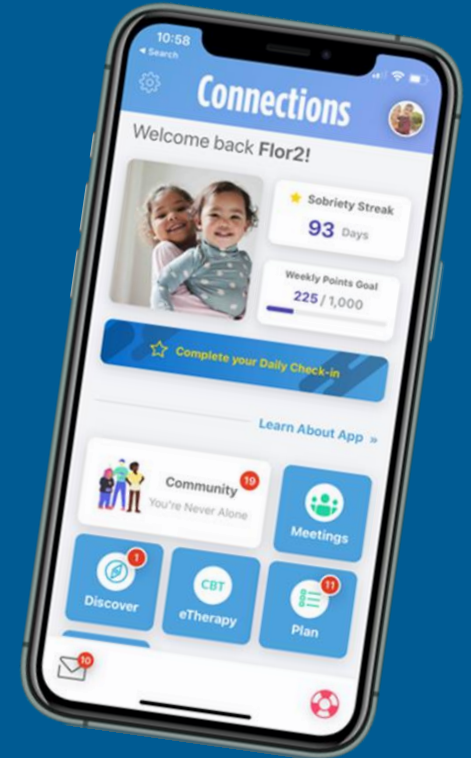 10:58
Search
Connections
Welcome back Flor2!
Sobriety Streak
93 Days
Weekly Points Goal
225 / 1,000
Complete your Daily Check-in
Learn About App »
Community
19
You're Never Alone
Meetings
1
Discover
CBT
eTherapy
11
Plan
10